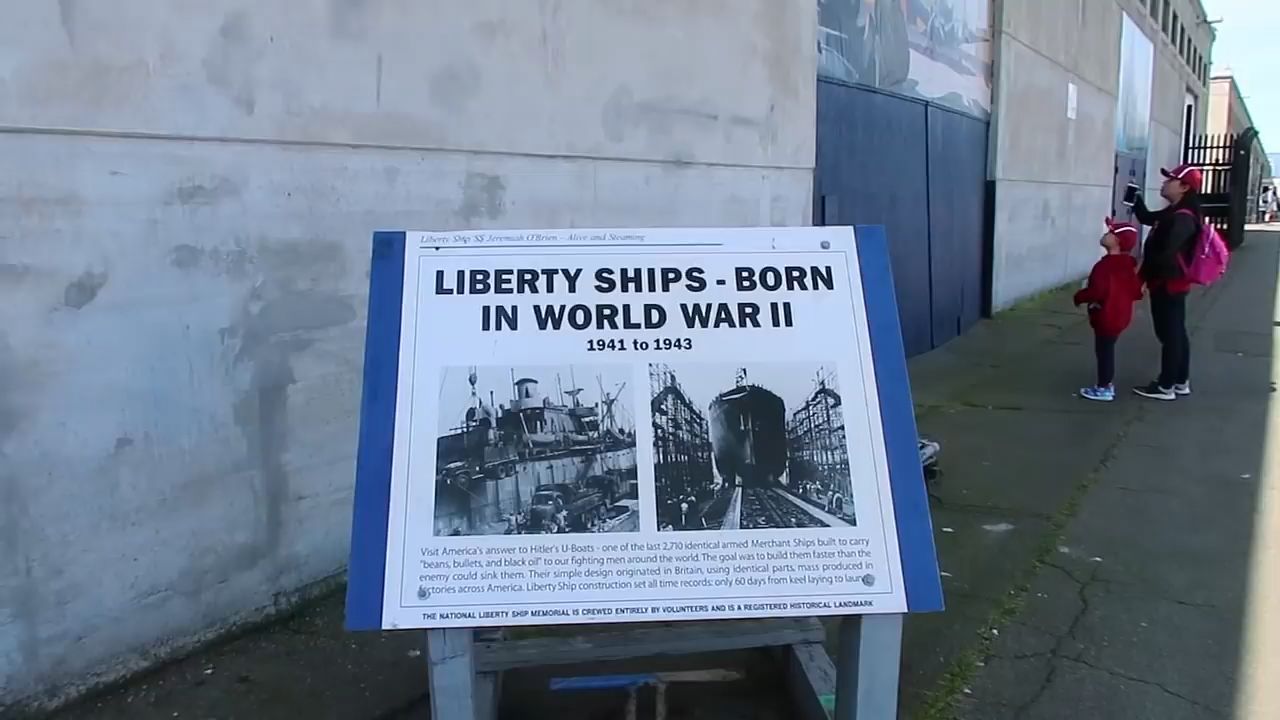 Liberty Ship SS Jeremiah O'Brien - Alive and Steaming
LIBERTY SHIPS - BORN
IN WORLD WAR II
1941 to 1943
Visit America's answer to Hitler's U-Boats - one of the last 2,710 identical armed Merchant Ships built to carry
"beans, bullets, and black oil" to our fighting men around the world. The goal was to build them faster than the
enemy could sink them. Their simple design originated in Britain, using identical parts, mass produced in
factories across America. Liberty Ship construction set all time records: only 60 days from keel laying to launch
THE NATIONAL LIBERTY SHIP MEMORIAL IS CREWED ENTIRELY BY VOLUNTEERS AND IS A REGISTERED HISTORICAL LANDMARK